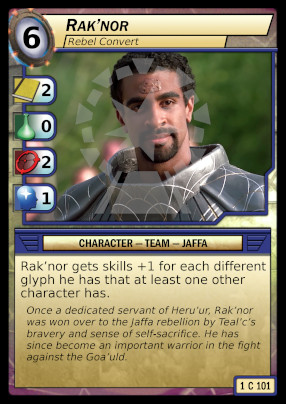 6
Rak'nor
Rebel Convert
2
0
2
1
Character – Team – Jaffa
Rak'nor gets skills +1 for each different
glyph he has that at least one other
character has.
Once a dedicated servant of Heru'ur, Rak'nor
was won over to the Jaffa rebellion by Teal'c's
bravery and sense of self-sacrifice. He has
since become an important warrior in the fight
against the Goa'uld.
1 C 101